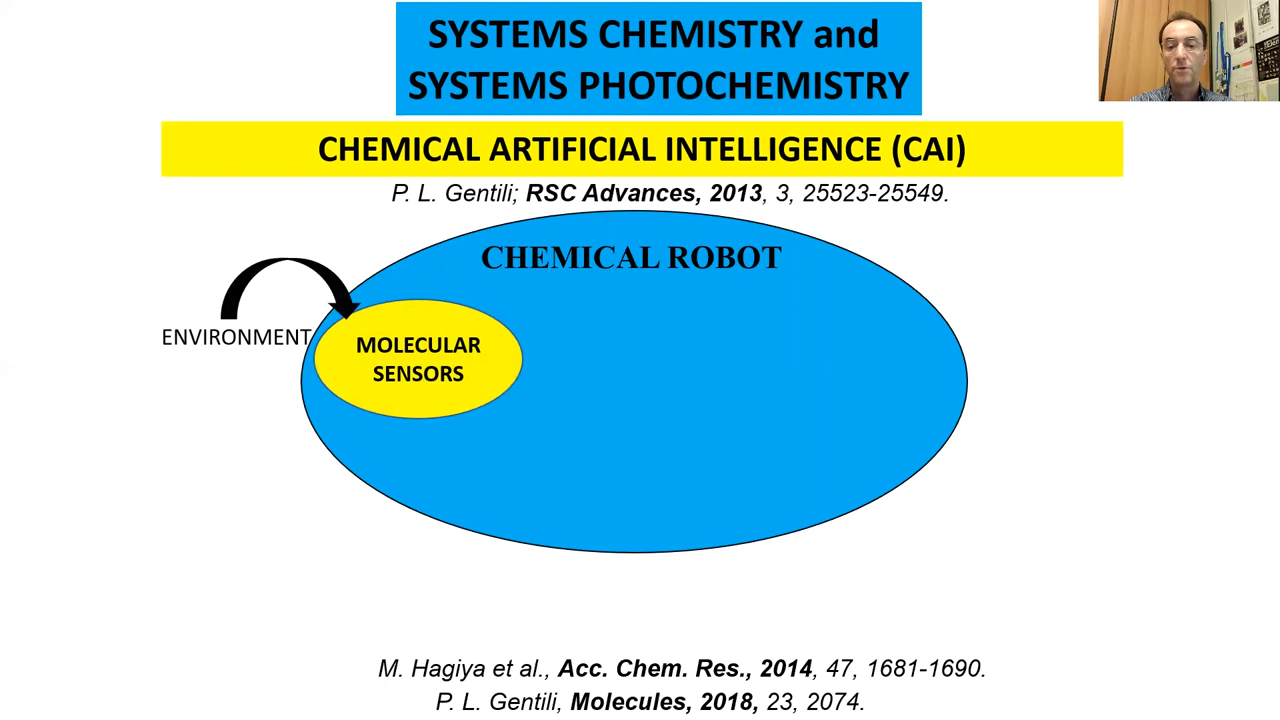 SYSTEMS CHEMISTRY and
SYSTEMS PHOTOCHEMISTRY
CHEMICAL ARTIFICIAL INTELLIGENCE (CAI)
P. L. Gentili; RSC Advances, 2013, 3, 25523-25549.
CHEMICAL ROBOT
ENVIRONMENT
MOLECULAR
SENSORS
M. Hagiya et al., Acc. Chem. Res., 2014, 47, 1681-1690.
P. L. Gentili, Molecules, 2018, 23, 2074.